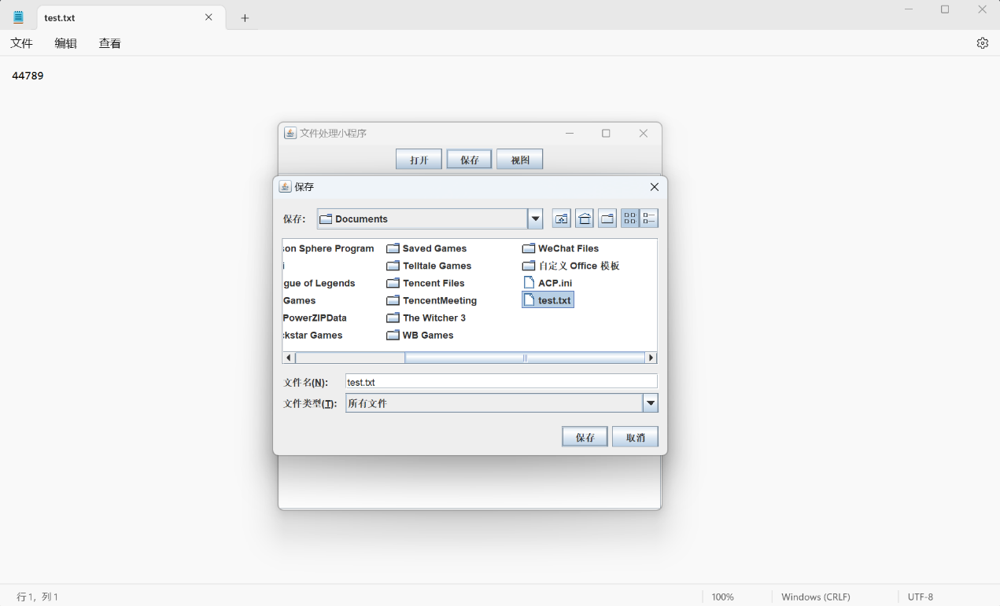 test.txt
文件 编辑 查看
44789
文件处理小程序
打开 保存 视图
保存
保存: Documents
son Sphere Program Saved Games WeChat Files
i Telltale Games 自定义 Office 模板
gue of Legends Tencent Files ACP.ini
Games TencentMeeting test.txt
PowerZIPData The Witcher 3
kstar Games WB Games
文件名(N): test.txt
文件类型(T): 所有文件
保存 取消
行 1, 列 1 100% Windows (CRLF) UTF-8